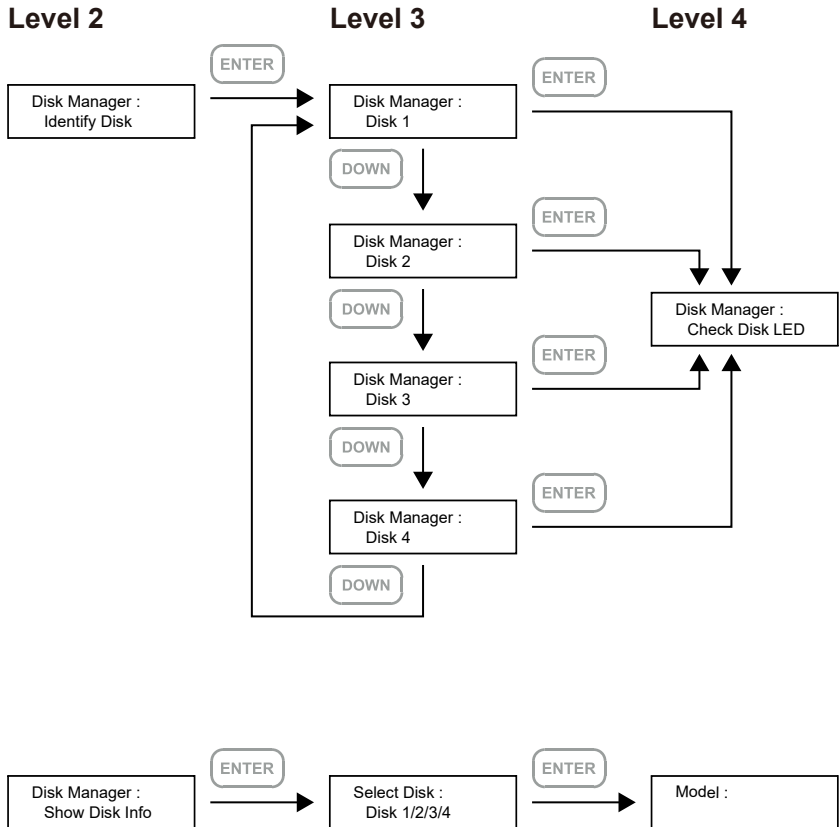 Level 2
Level 3
Level 4
ENTER
ENTER
Disk Manager :
Identify Disk
Disk Manager :
Disk 1
DOWN
ENTER
Disk Manager :
Disk 2
DOWN
Disk Manager :
Check Disk LED
ENTER
Disk Manager :
Disk 3
DOWN
ENTER
Disk Manager :
Disk 4
DOWN
ENTER
ENTER
Disk Manager :
Show Disk Info
Select Disk :
Disk 1/2/3/4
Model :